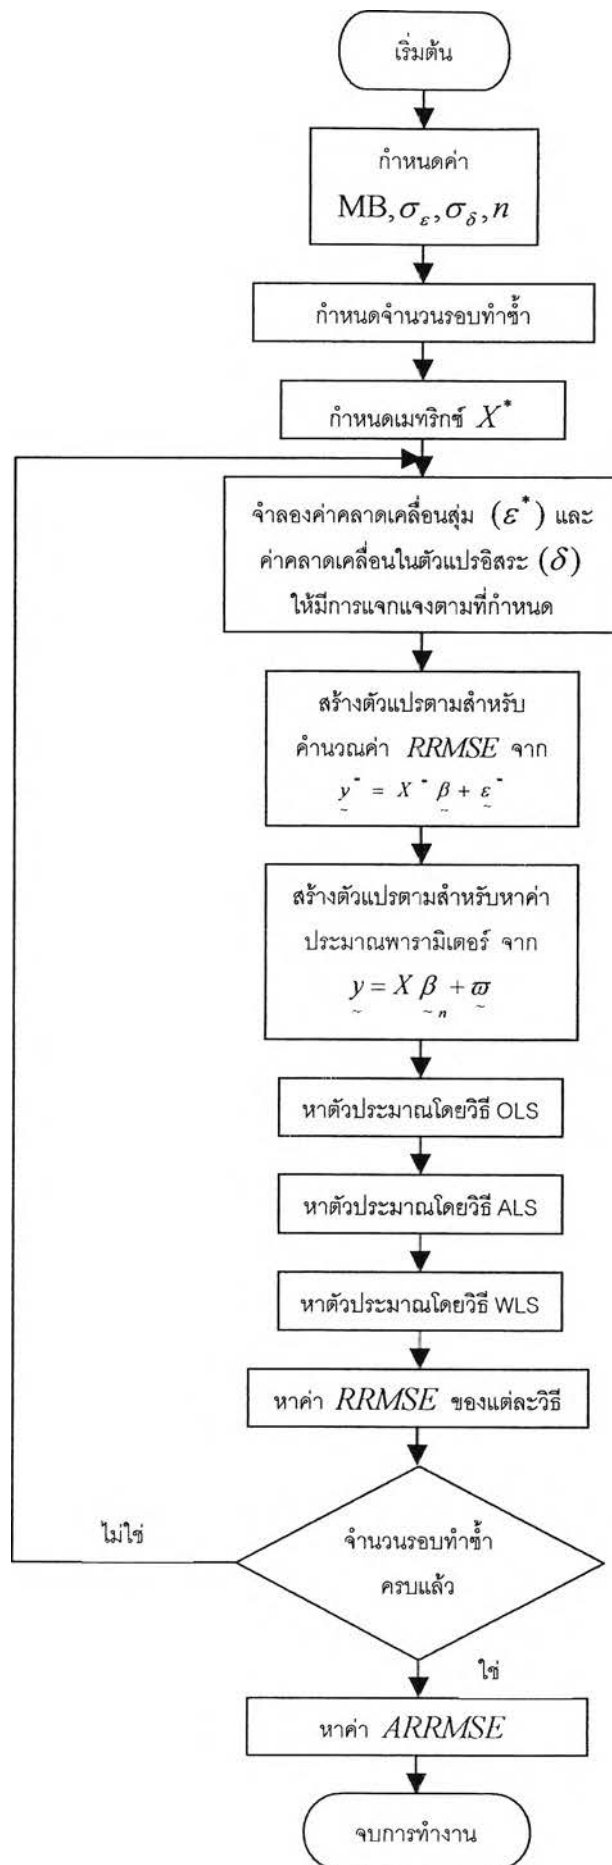 เริ่มต้น
กำหนดค่า
MB, σ_ε, σ_δ, n
กำหนดจำนวนรอบทำซ้ำ
กำหนดเมทริกซ์ X*
จำลองค่าคลาดเคลื่อนสุ่ม (ε*) และ
ค่าคลาดเคลื่อนในตัวแปรอิสระ (δ)
ให้มีการแจกแจงตามที่กำหนด
สร้างตัวแปรตามสำหรับ
คำนวณค่า RRMSE จาก
y* = X* β + ε*
สร้างตัวแปรตามสำหรับหาค่า
ประมาณพารามิเตอร์ จาก
y = X β_n + ϖ
หาตัวประมาณโดยวิธี OLS
หาตัวประมาณโดยวิธี ALS
หาตัวประมาณโดยวิธี WLS
หาค่า RRMSE ของแต่ละวิธี
ไม่ใช่
จำนวนรอบทำซ้ำ
ครบแล้ว
ใช่
หาค่า ARRMSE
จบการทำงาน